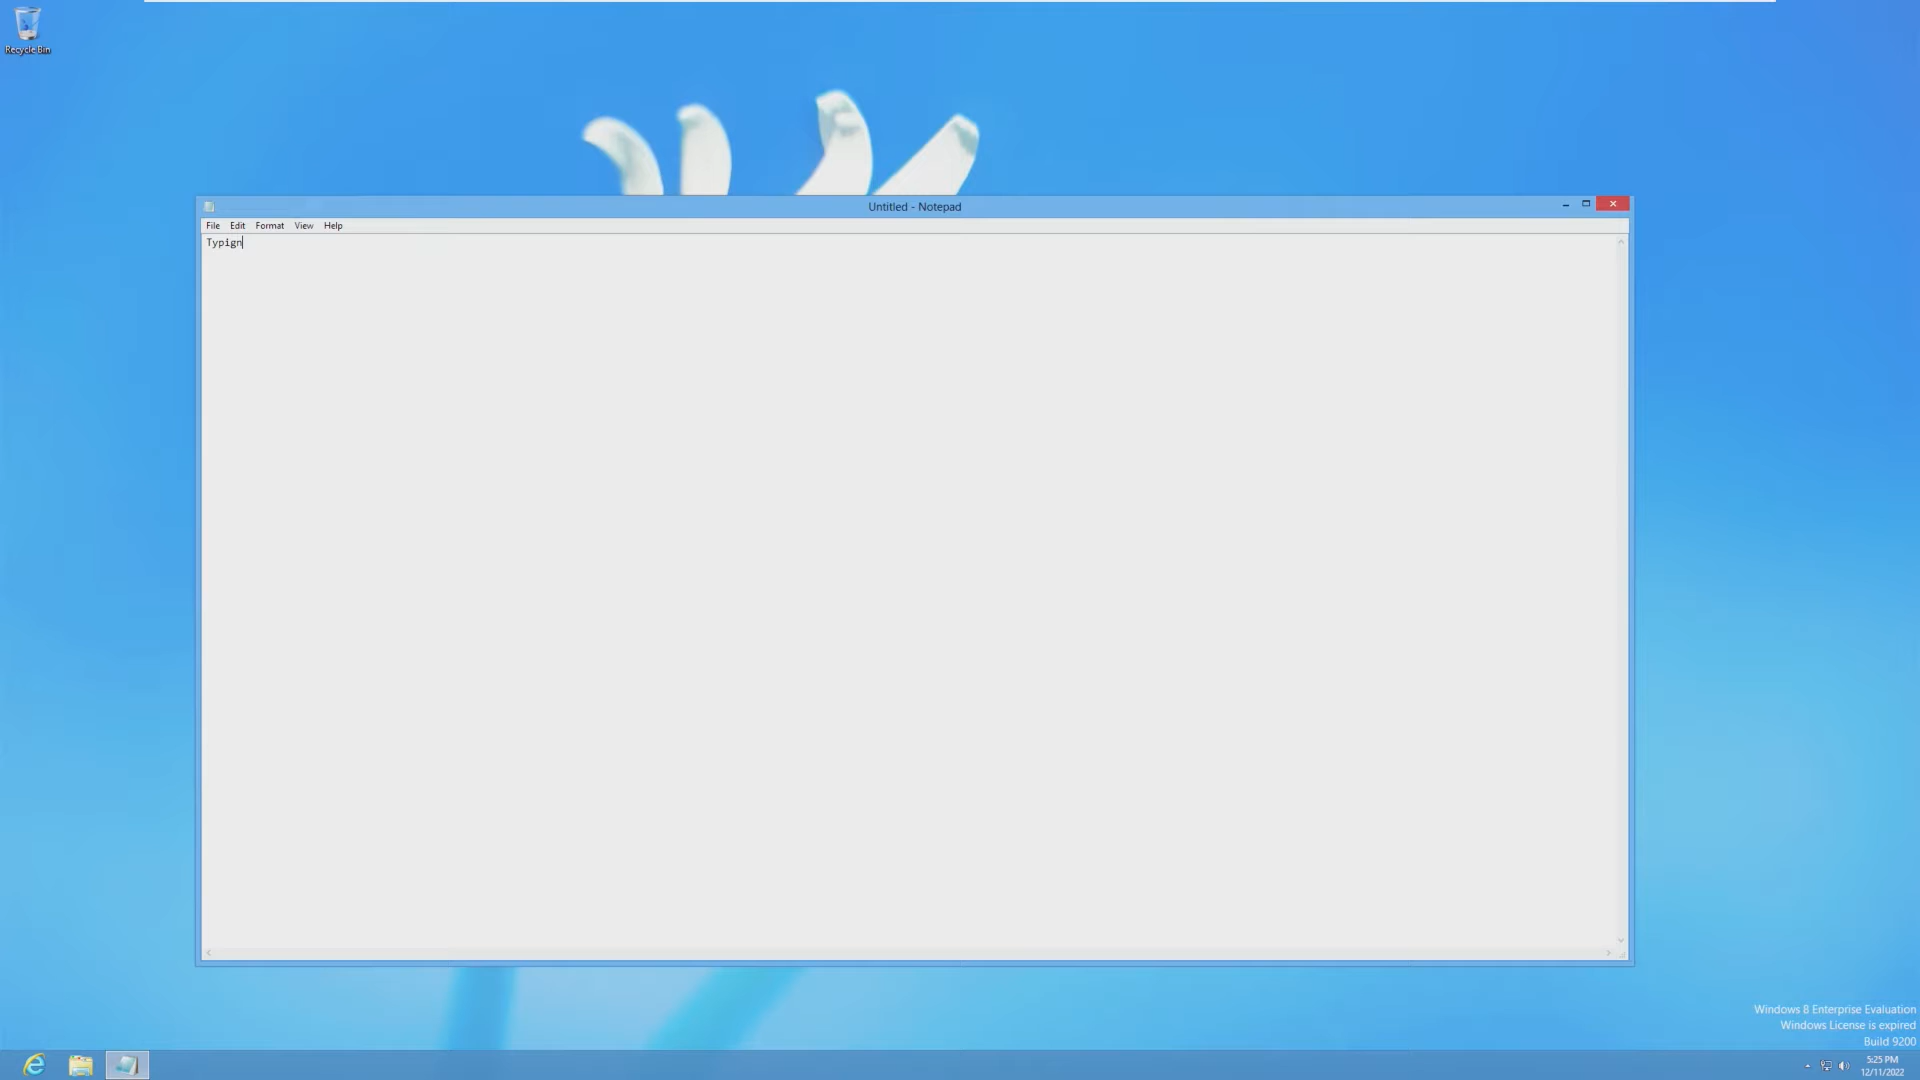 Recycle Bin
Untitled - Notepad
File Edit Format View Help
Typign
Windows 8 Enterprise Evaluation
Windows License is expired
Build 9200
5:25 PM
12/11/2022